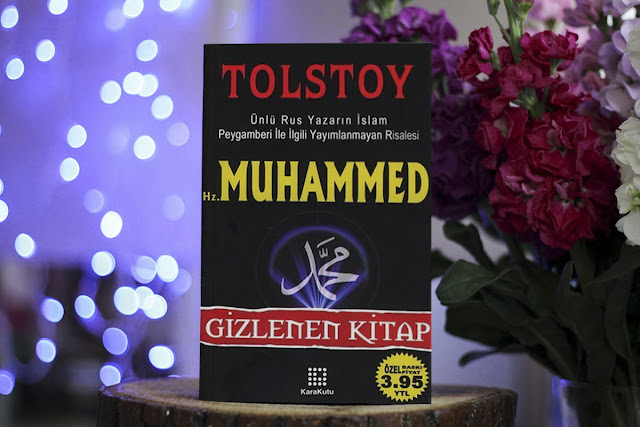 TOLSTOY
Ünlü Rus Yazarın İslam
Peygamberi İle İlgili Yayımlanmayan Risalesi
Hz. MUHAMMED
محمد
GİZLENEN KİTAP
ÖZEL BASKI FİYAT
3.95
YTL
KaraKutu